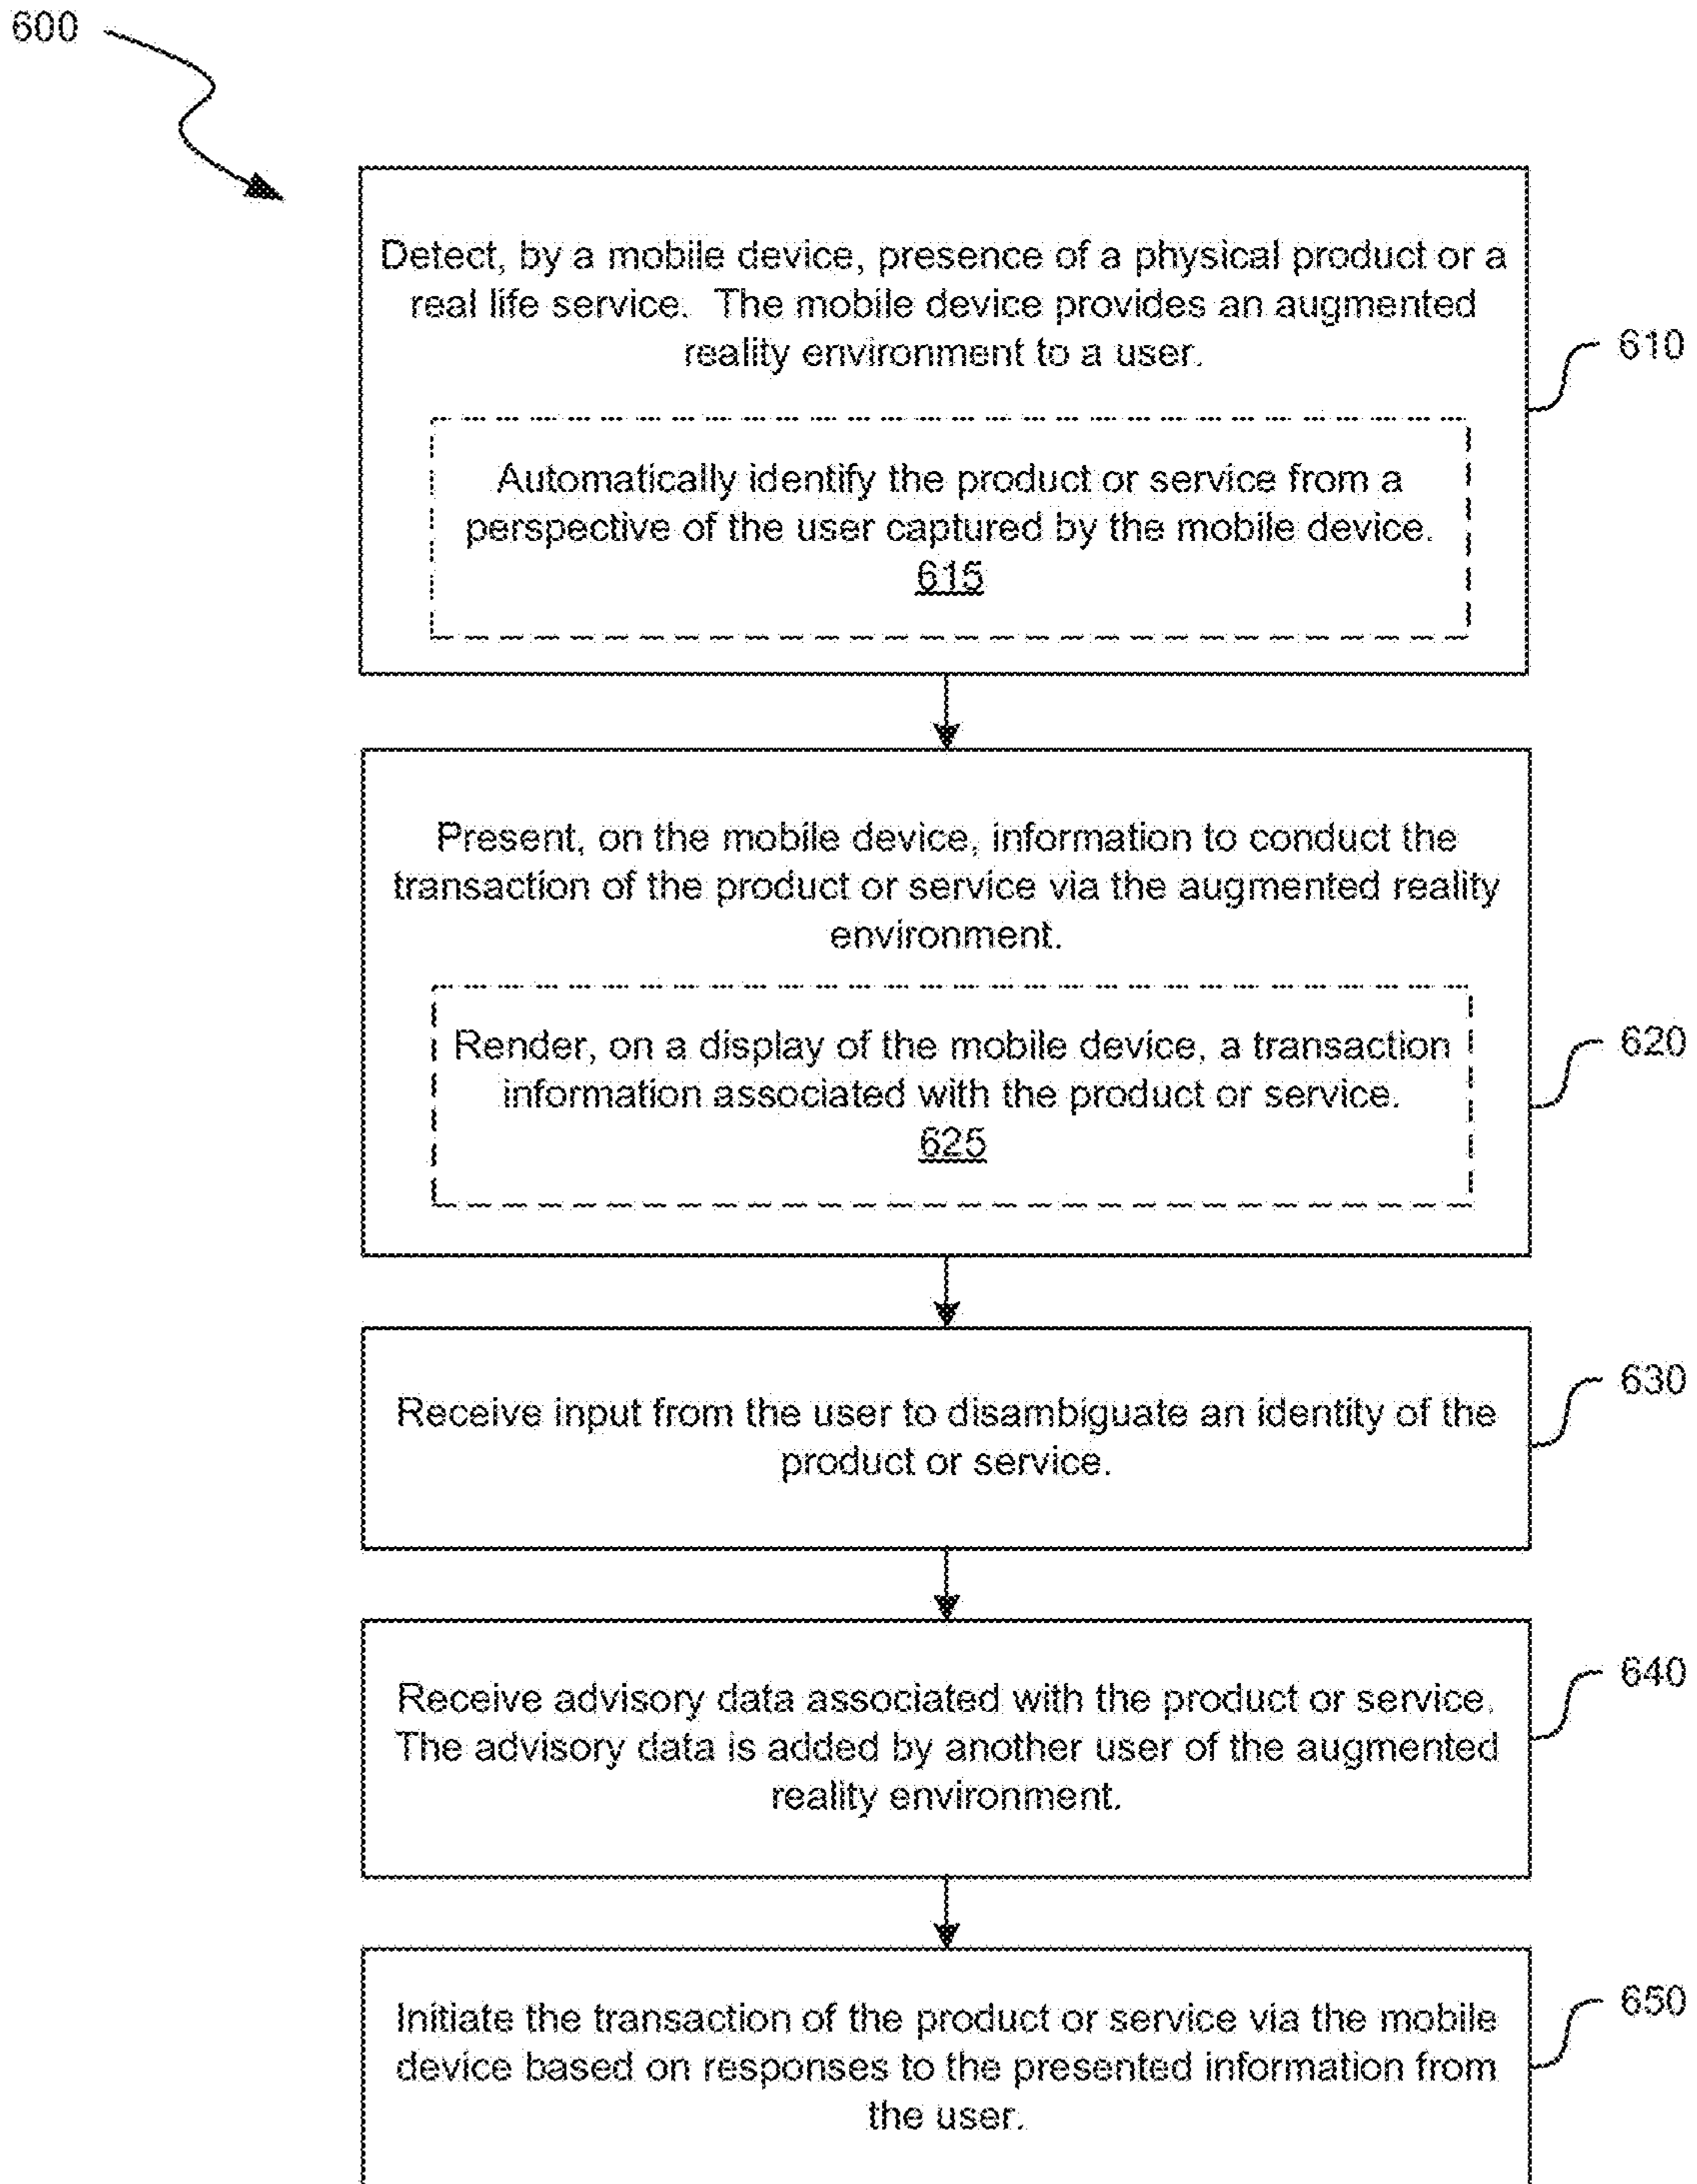 600
Detect, by a mobile device, presence of a physical product or a
real life service. The mobile device provides an augmented
reality environment to a user.
610
Automatically identify the product or service from a
perspective of the user captured by the mobile device.
615
Present, on the mobile device, information to conduct the
transaction of the product or service via the augmented reality
environment.
620
Render, on a display of the mobile device, a transaction
information associated with the product or service.
625
Receive input from the user to disambiguate an identity of the
product or service.
630
Receive advisory data associated with the product or service.
The advisory data is added by another user of the augmented
reality environment.
640
Initiate the transaction of the product or service via the mobile
device based on responses to the presented information from
the user.
650